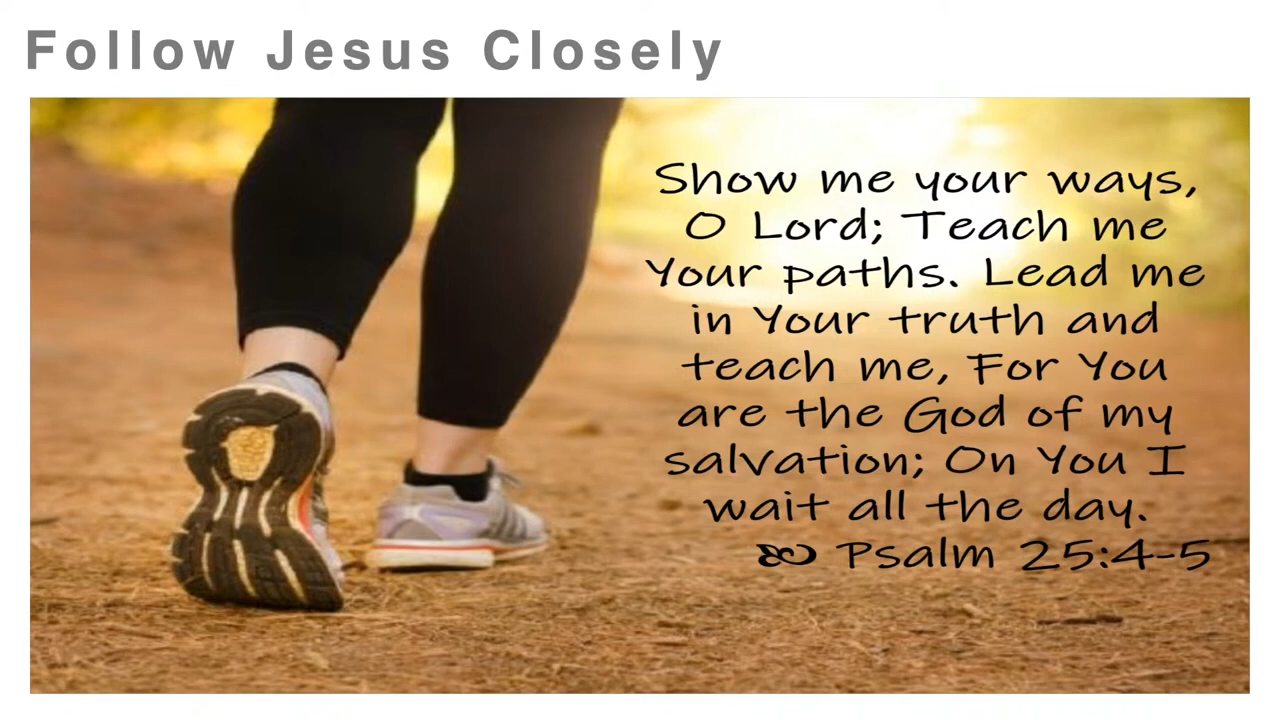 Follow Jesus Closely
Show me your ways,
O Lord; Teach me
Your paths. Lead me
in Your truth and
teach me, For You
are the God of my
salvation; On You I
wait all the day.
Psalm 25:4-5